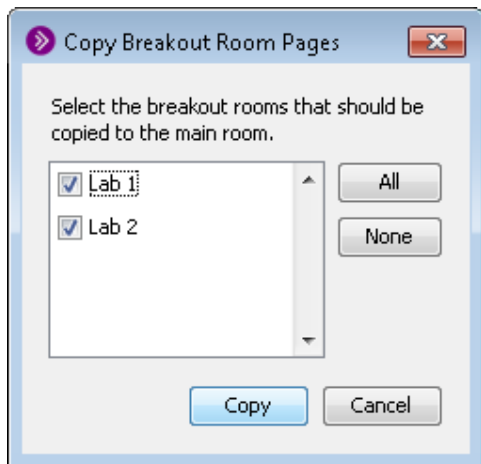 Copy Breakout Room Pages
Select the breakout rooms that should be
copied to the main room.
Lab 1
All
Lab 2
None
Copy
Cancel